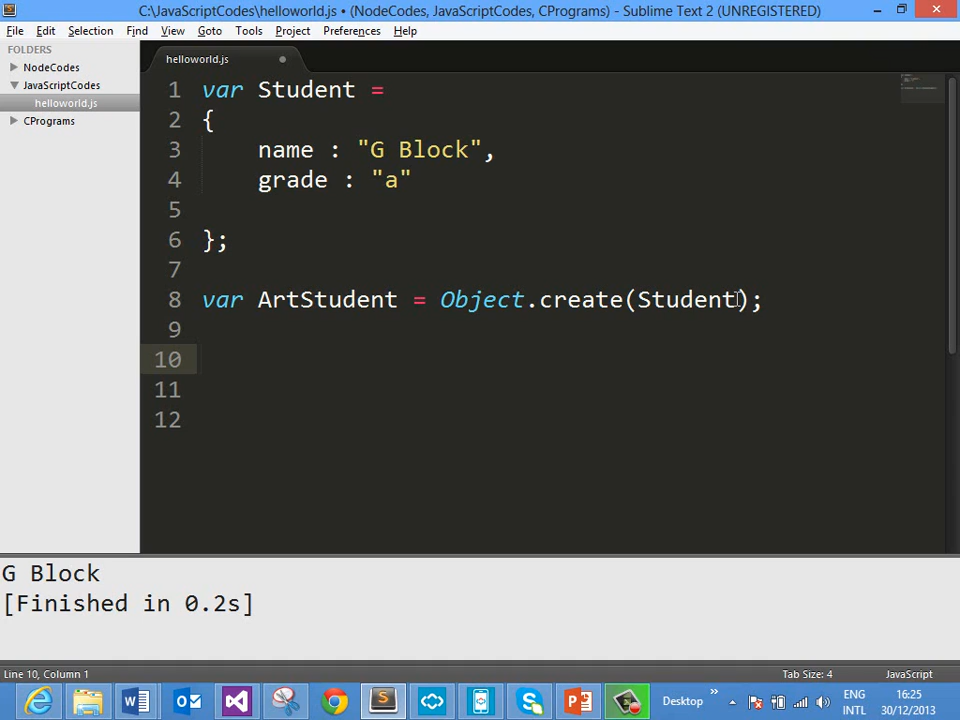 C:\JavaScriptCodes\helloworld.js • (NodeCodes, JavaScriptCodes, CPrograms) - Sublime Text 2 (UNREGISTERED)
File Edit Selection Find View Goto Tools Project Preferences Help
FOLDERS
NodeCodes
JavaScriptCodes
helloworld.js
CPrograms
helloworld.js
1 var Student =
2 {
3 name : "G Block",
4 grade : "a"
5
6 };
7
8 var ArtStudent = Object.create(Student);
9
10
11
12
G Block
[Finished in 0.2s]
Line 10, Column 1
Tab Size: 4 JavaScript
Desktop
ENG
INTL
16:25
30/12/2013